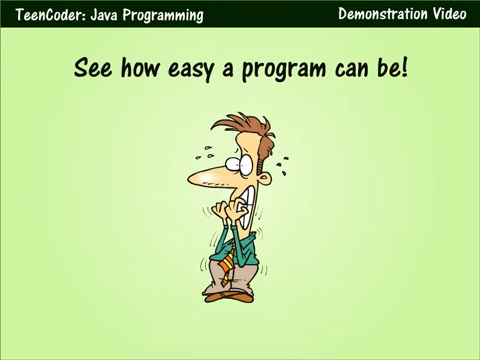 TeenCoder: Java Programming
Demonstration Video
See how easy a program can be!